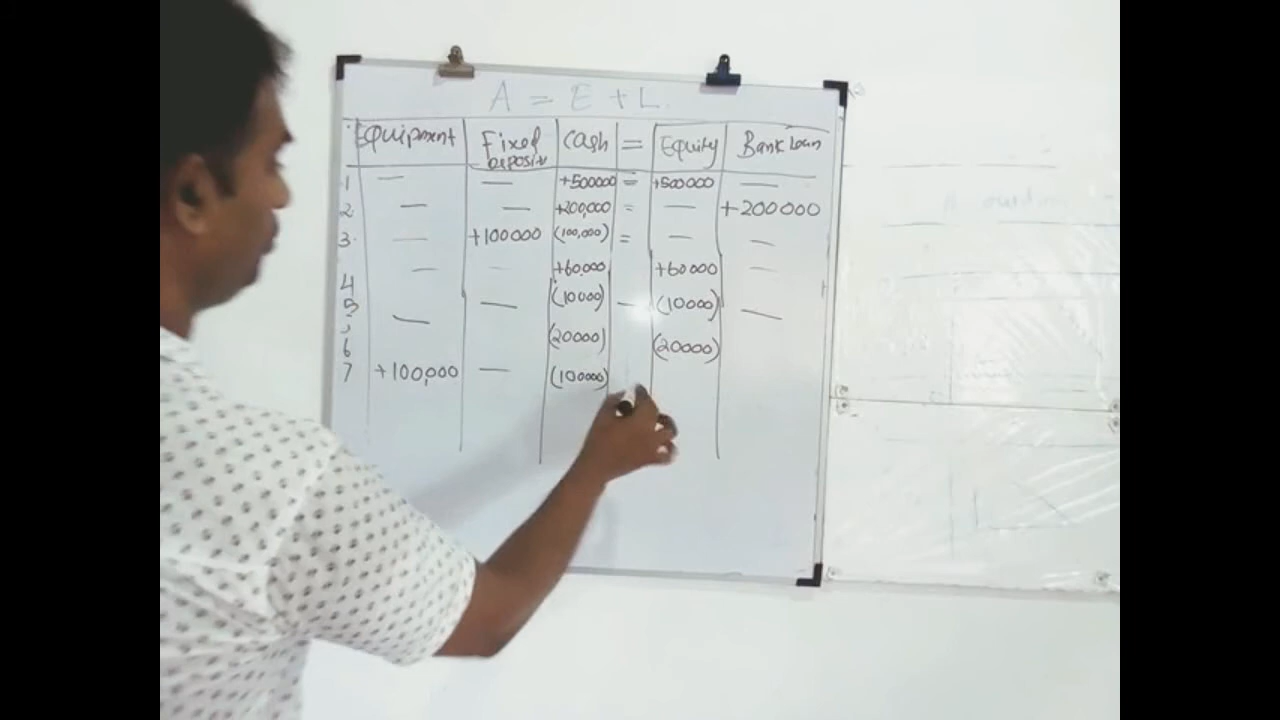 A = E + L.
Equipment Fixed Deposit Cash = Equity Bank Loan
1 — — +500000 = +500000 —
2 — — +200,000 = — +200000
3. — +100000 (100,000) = — —
4 — — +60,000 +60000 —
5 — — (10000) — (10000) —
6 (20000) (20000)
7 +100,000 — (100000)